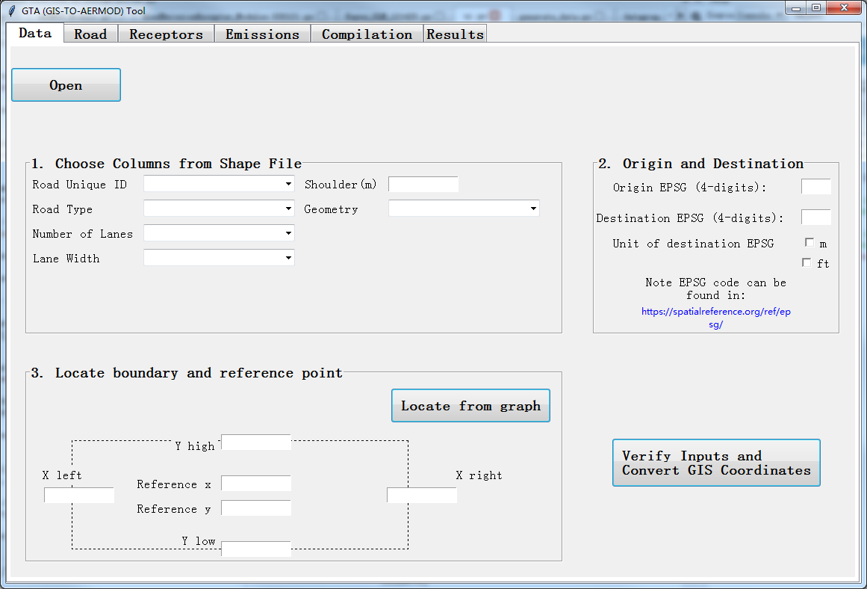 GTA (GIS-TO-AERMOD) Tool
Data Road Receptors Emissions Compilation Results
Open
1. Choose Columns from Shape File
Road Unique ID
Shoulder(m)
Road Type
Geometry
Number of Lanes
Lane Width
2. Origin and Destination
Origin EPSG (4-digits):
Destination EPSG (4-digits):
Unit of destination EPSG
m
ft
Note EPSG code can be
found in:
https://spatialreference.org/ref/ep
sg/
3. Locate boundary and reference point
Locate from graph
Y high
X left
X right
Reference x
Reference y
Y low
Verify Inputs and
Convert GIS Coordinates